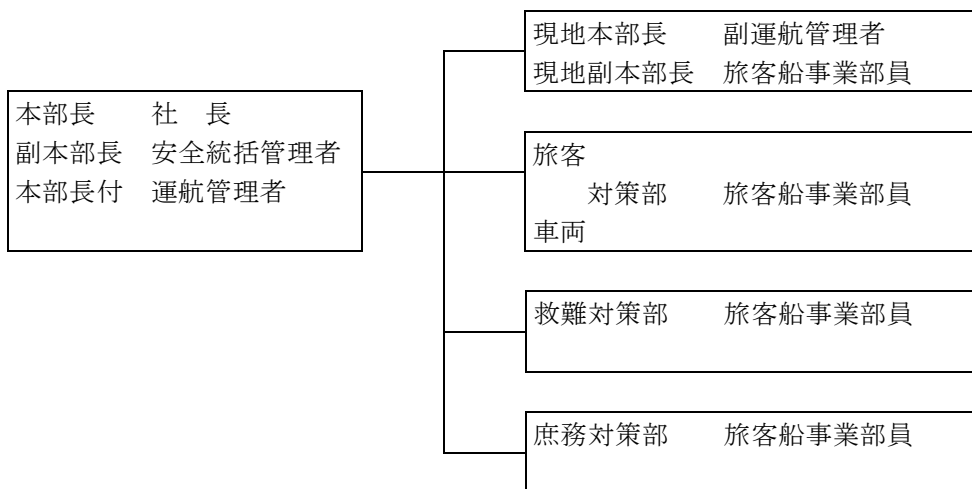 本部長　　社　長
副本部長　安全統括管理者
本部長付　運航管理者
現地本部長　　副運航管理者
現地副本部長　旅客船事業部員
旅客
対策部　　旅客船事業部員
車両
救難対策部　　旅客船事業部員
庶務対策部　　旅客船事業部員